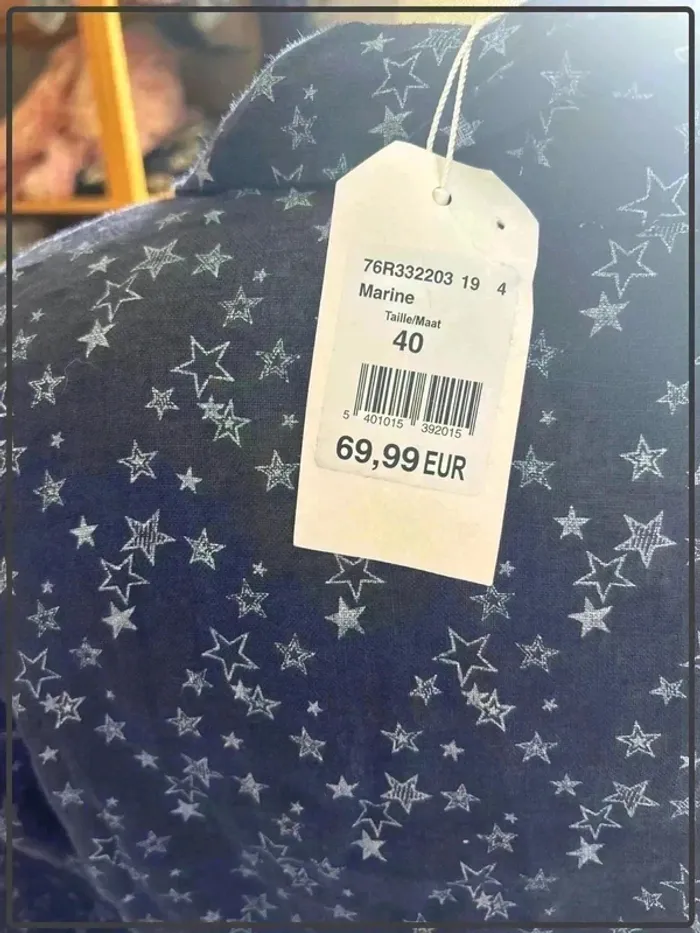 76R332203 19 4
Marine
Taille/Maat
40
5 401015 392015
69,99 EUR